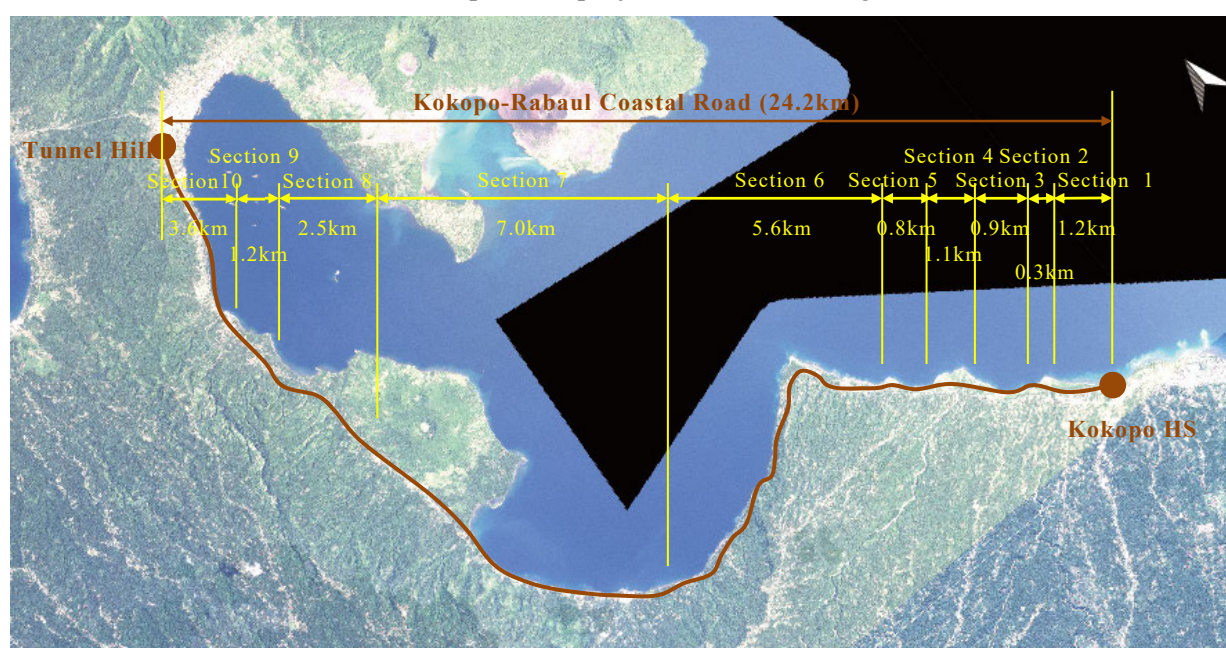 Kokopo-Rabaul Coastal Road (24.2km)
Tunnel Hill
Section 9
Section 4 Section 2
Section10
Section 8
Section 7
Section 6
Section 5
Section 3
Section 1
3.6km
2.5km
7.0km
5.6km
0.8km
0.9km
1.2km
1.2km
1.1km
0.3km
Kokopo HS